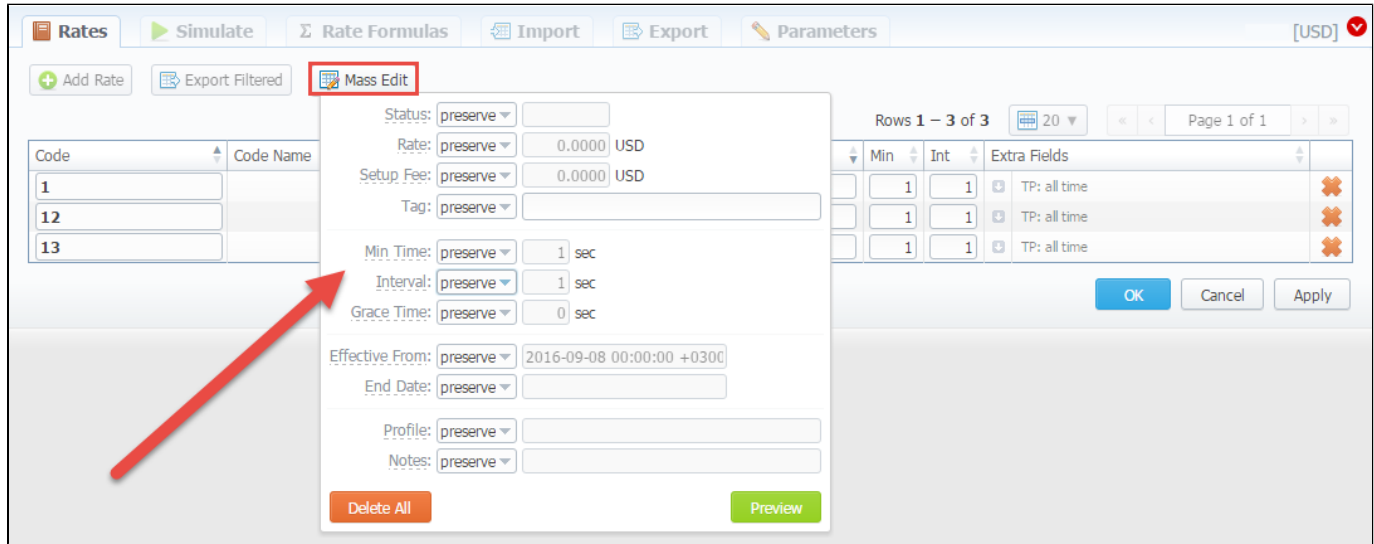 Rates Simulate Σ Rate Formulas Import Export Parameters [USD]
Add Rate Export Filtered Mass Edit
Status: preserve
Rows 1 – 3 of 3 20 « ‹ Page 1 of 1 › »
Rate: preserve 0.0000 USD
Code Code Name Min Int Extra Fields
Setup Fee: preserve 0.0000 USD
1 1 1 TP: all time
Tag: preserve
12 1 1 TP: all time
13 1 1 TP: all time
Min Time: preserve 1 sec
Interval: preserve 1 sec
OK Cancel Apply
Grace Time: preserve 0 sec
Effective From: preserve 2016-09-08 00:00:00 +0300
End Date: preserve
Profile: preserve
Notes: preserve
Delete All Preview